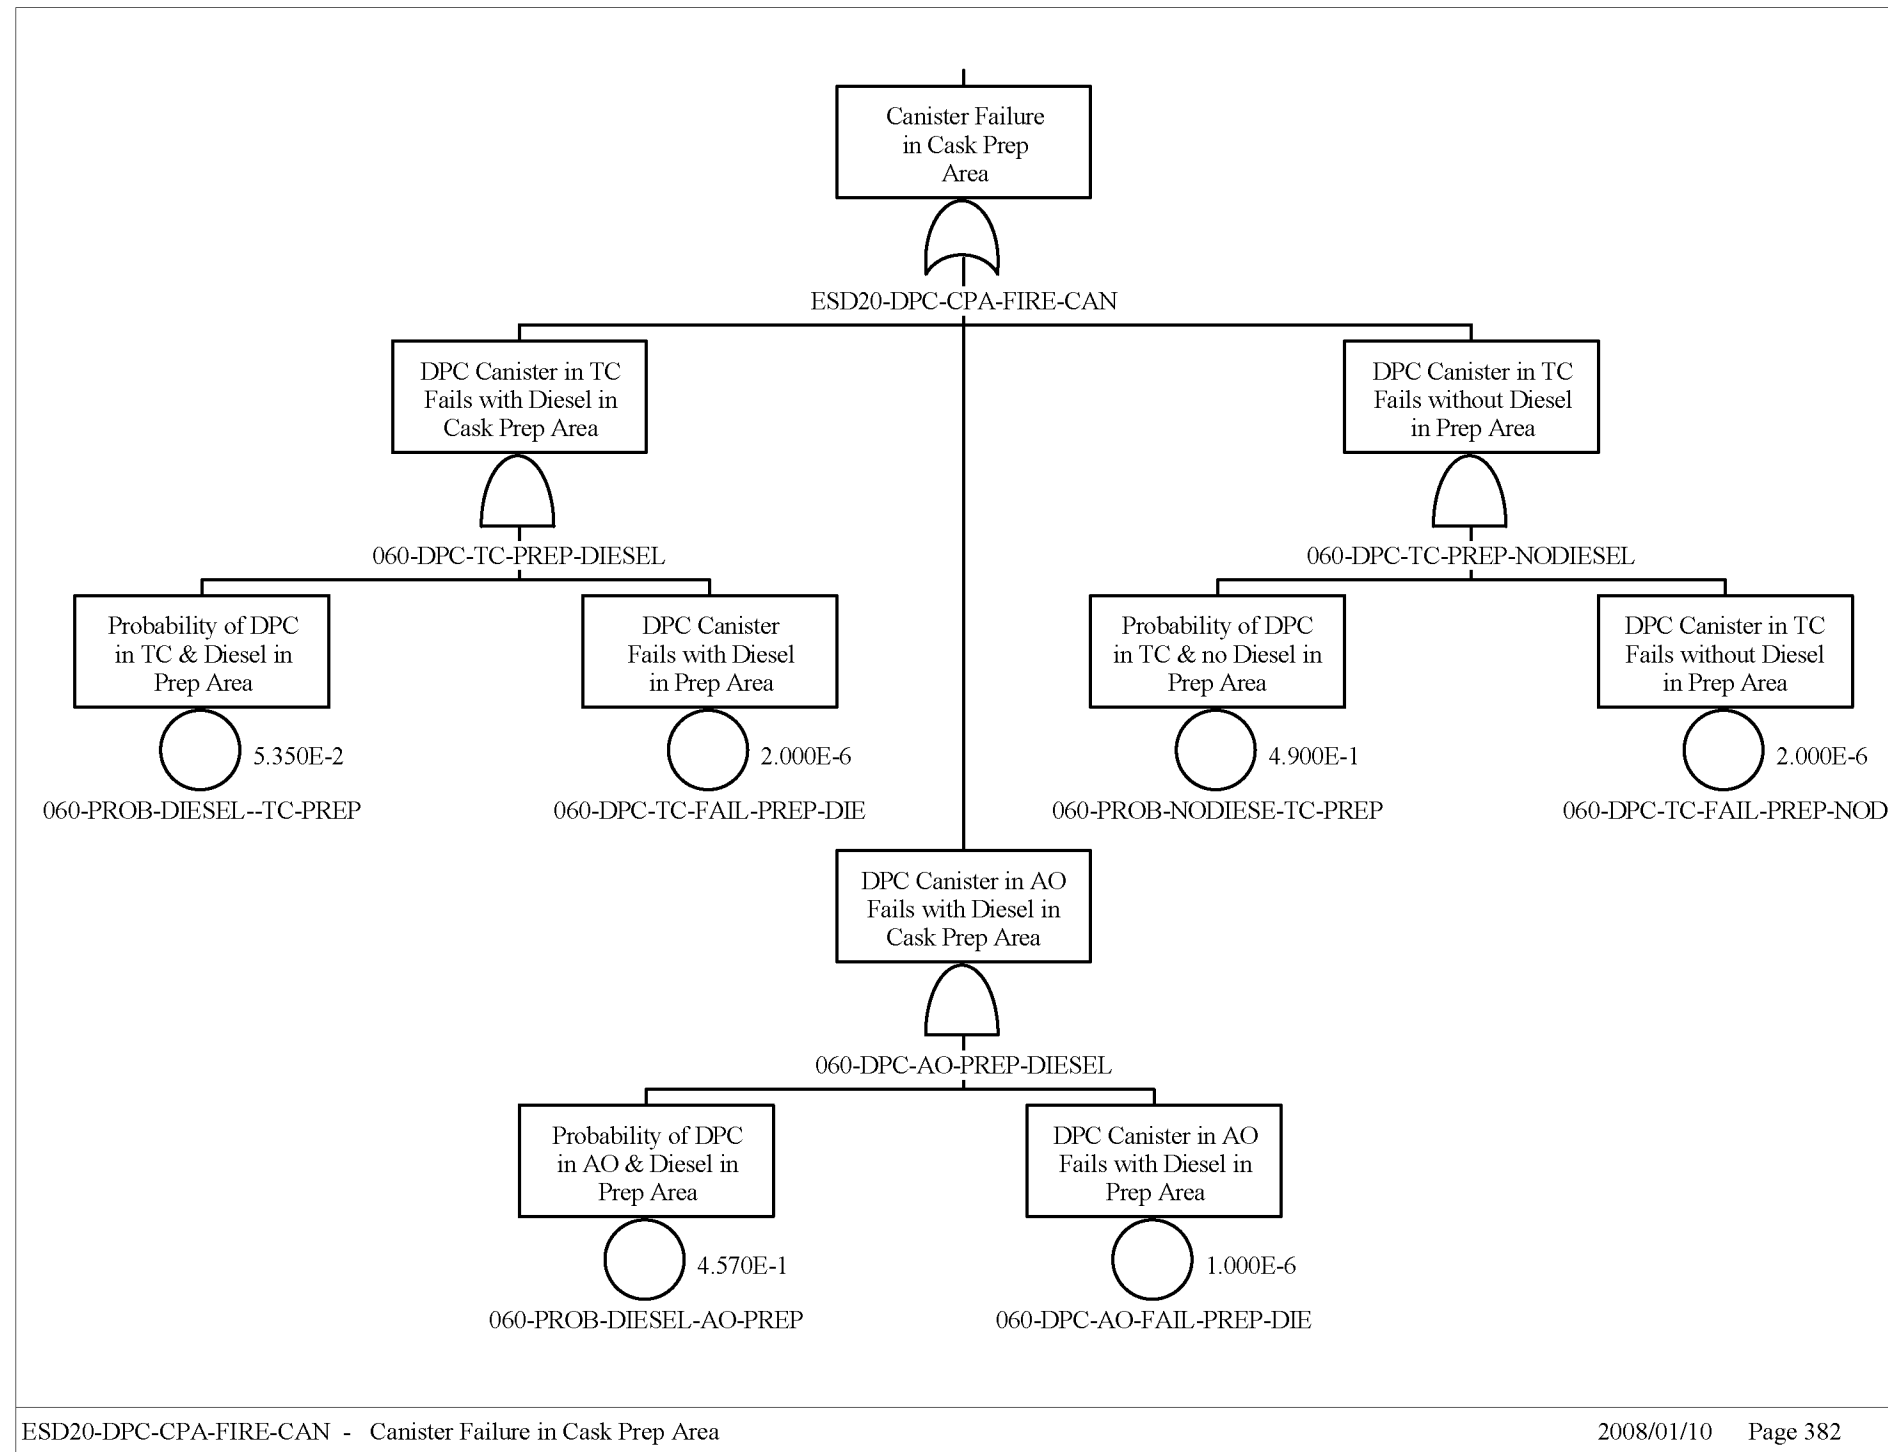 Canister Failure
in Cask Prep
Area
ESD20-DPC-CPA-FIRE-CAN
DPC Canister in TC
Fails with Diesel in
Cask Prep Area
060-DPC-TC-PREP-DIESEL
DPC Canister in TC
Fails without Diesel
in Prep Area
060-DPC-TC-PREP-NODIESEL
Probability of DPC
in TC & Diesel in
Prep Area
5.350E-2
060-PROB-DIESEL--TC-PREP
DPC Canister
Fails with Diesel
in Prep Area
2.000E-6
060-DPC-TC-FAIL-PREP-DIE
Probability of DPC
in TC & no Diesel in
Prep Area
4.900E-1
060-PROB-NODIESE-TC-PREP
DPC Canister in TC
Fails without Diesel
in Prep Area
2.000E-6
060-DPC-TC-FAIL-PREP-NOD
DPC Canister in AO
Fails with Diesel in
Cask Prep Area
060-DPC-AO-PREP-DIESEL
Probability of DPC
in AO & Diesel in
Prep Area
4.570E-1
060-PROB-DIESEL-AO-PREP
DPC Canister in AO
Fails with Diesel in
Prep Area
1.000E-6
060-DPC-AO-FAIL-PREP-DIE
ESD20-DPC-CPA-FIRE-CAN - Canister Failure in Cask Prep Area
2008/01/10 Page 382